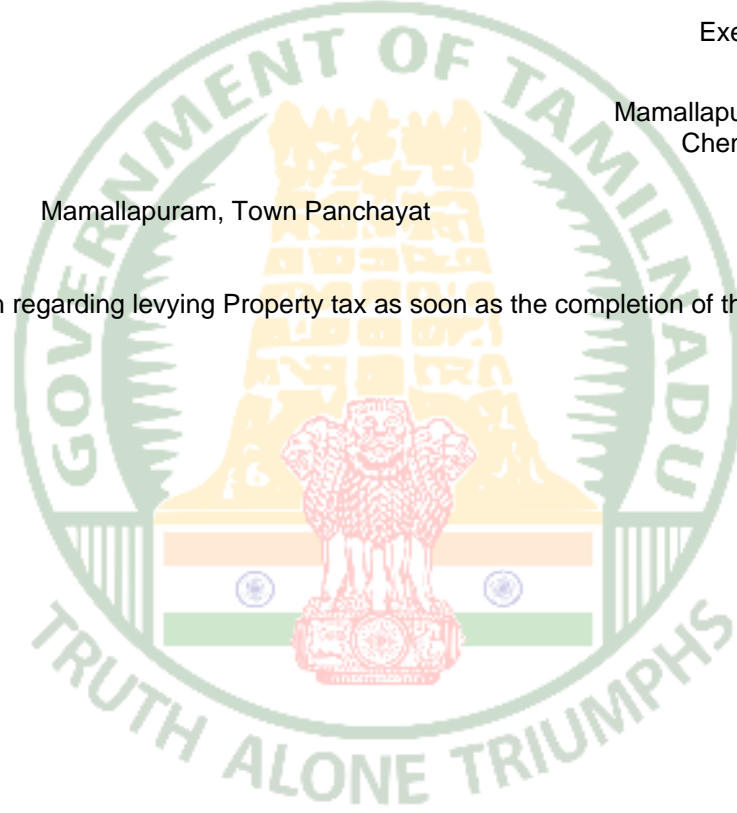 Exe
Mamallapu
Cher
Mamallapuram, Town Panchayat
n regarding levying Property tax as soon as the completion of th
GOVERNMENT OF TAMILNADU
TRUTH ALONE TRIUMPHS